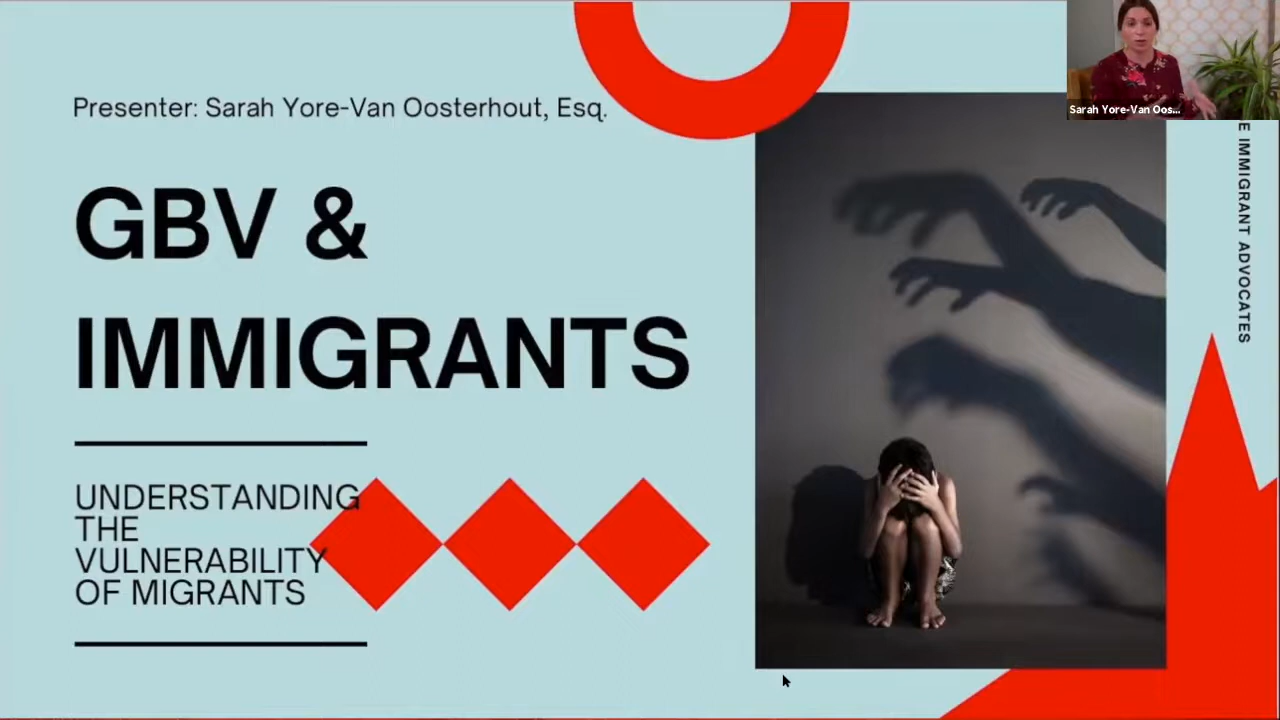 Presenter: Sarah Yore-Van Oosterhout, Esq.
GBV &
IMMIGRANTS
UNDERSTANDING
THE
VULNERABILITY
OF MIGRANTS
Sarah Yore-Van Oos...
IMMIGRANT ADVOCATES